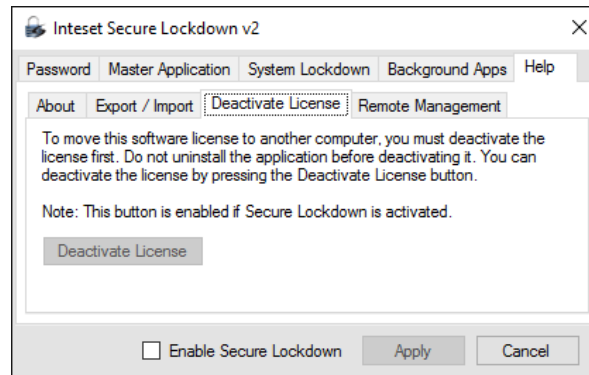 Inteset Secure Lockdown v2
Password Master Application System Lockdown Background Apps Help
About Export / Import Deactivate License Remote Management
To move this software license to another computer, you must deactivate the
license first. Do not uninstall the application before deactivating it. You can
deactivate the license by pressing the Deactivate License button.
Note: This button is enabled if Secure Lockdown is activated.
Deactivate License
Enable Secure Lockdown Apply Cancel